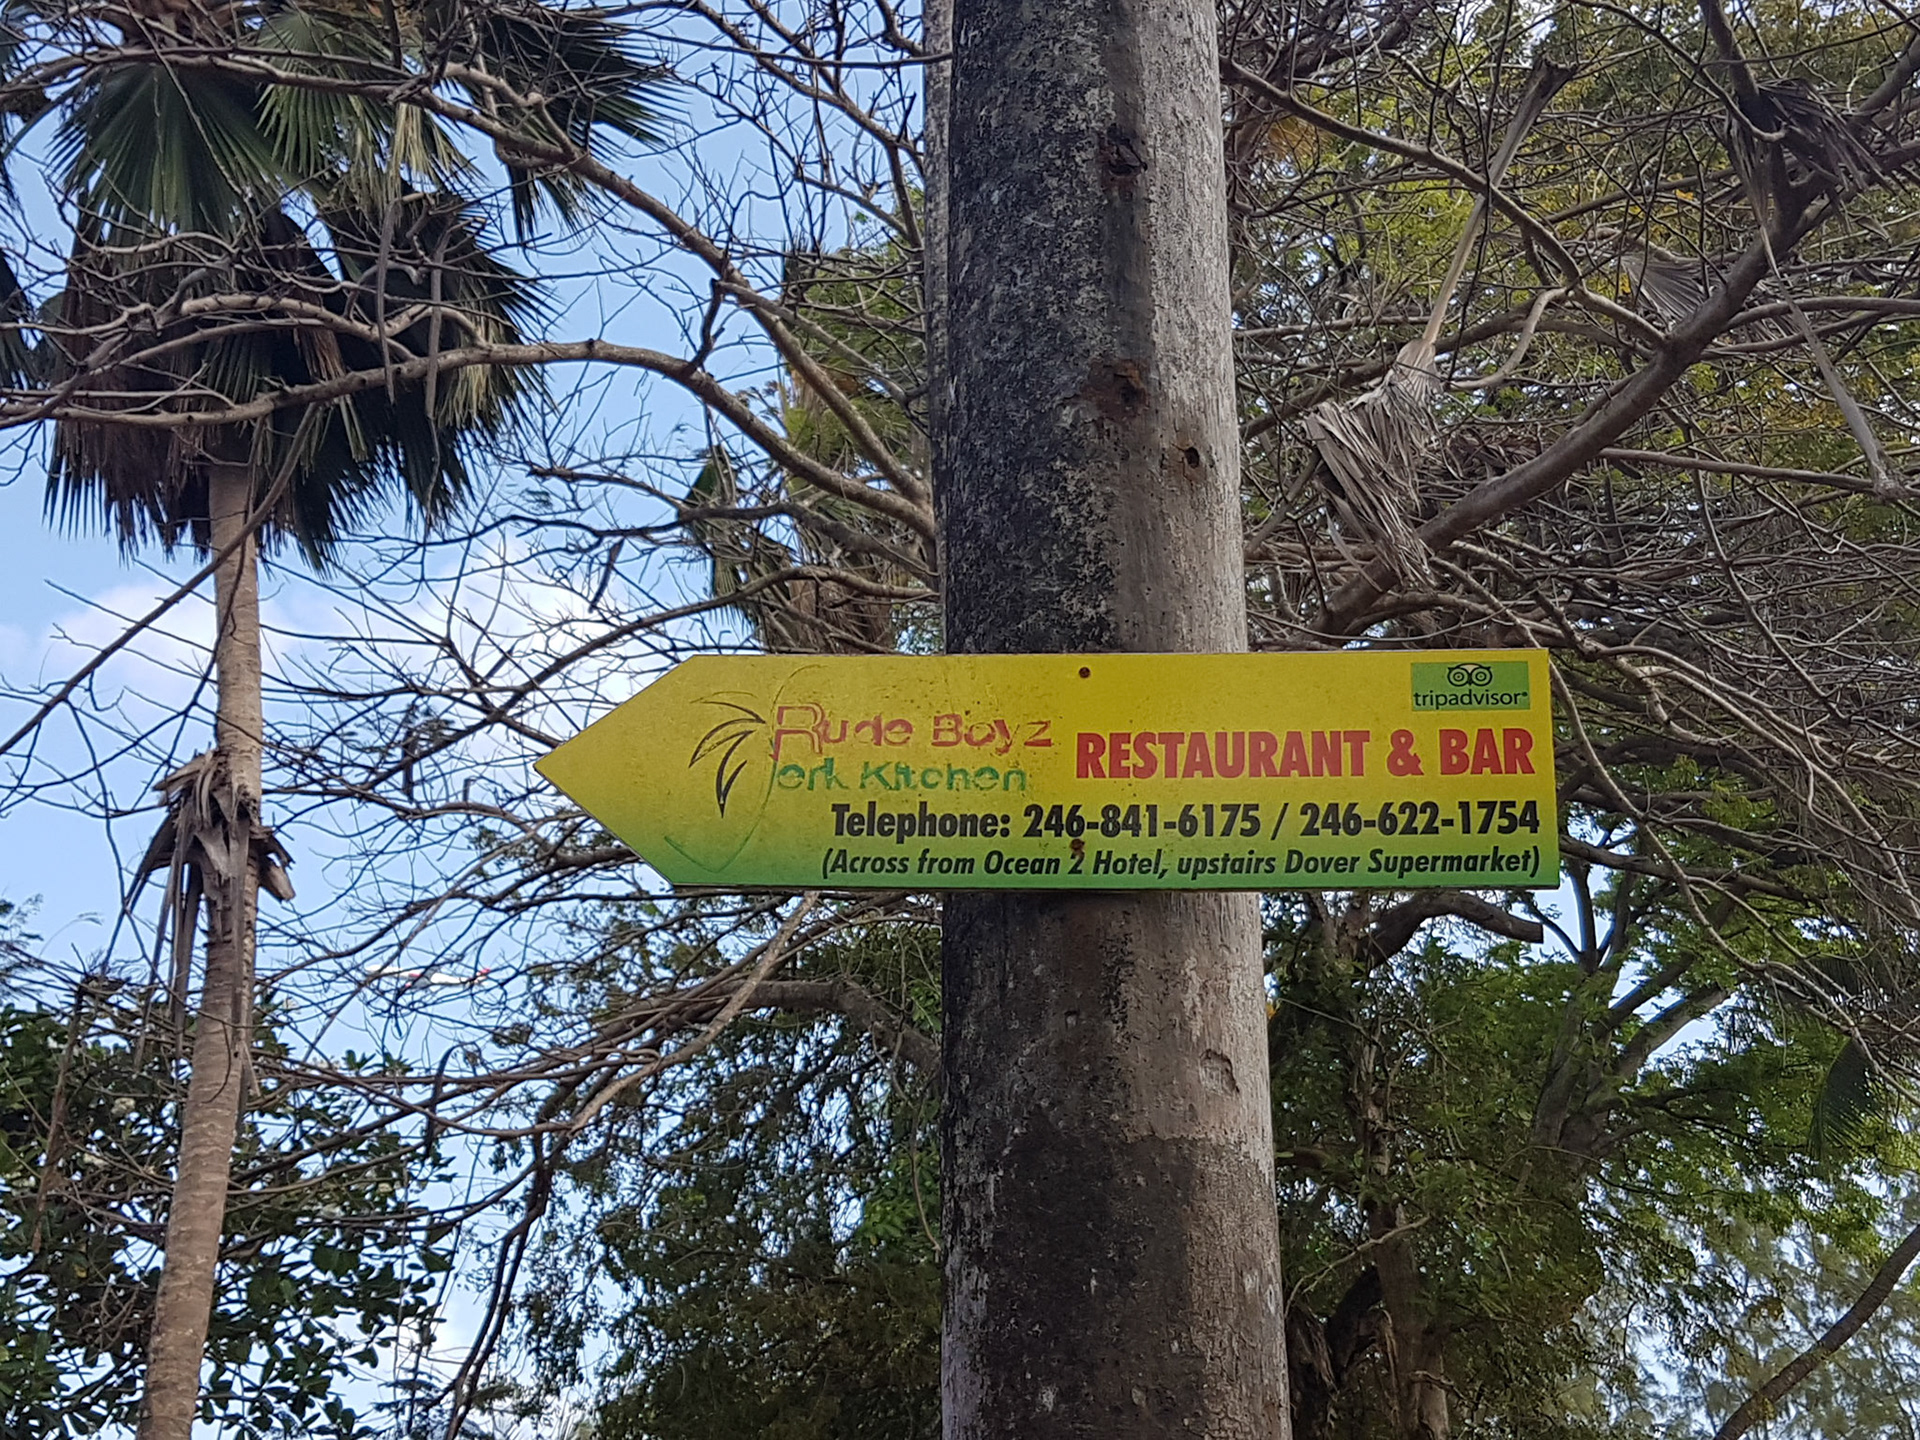 tripadvisor®
Rude Boyz
Jerk Kitchen
RESTAURANT & BAR
Telephone: 246-841-6175 / 246-622-1754
(Across from Ocean 2 Hotel, upstairs Dover Supermarket)